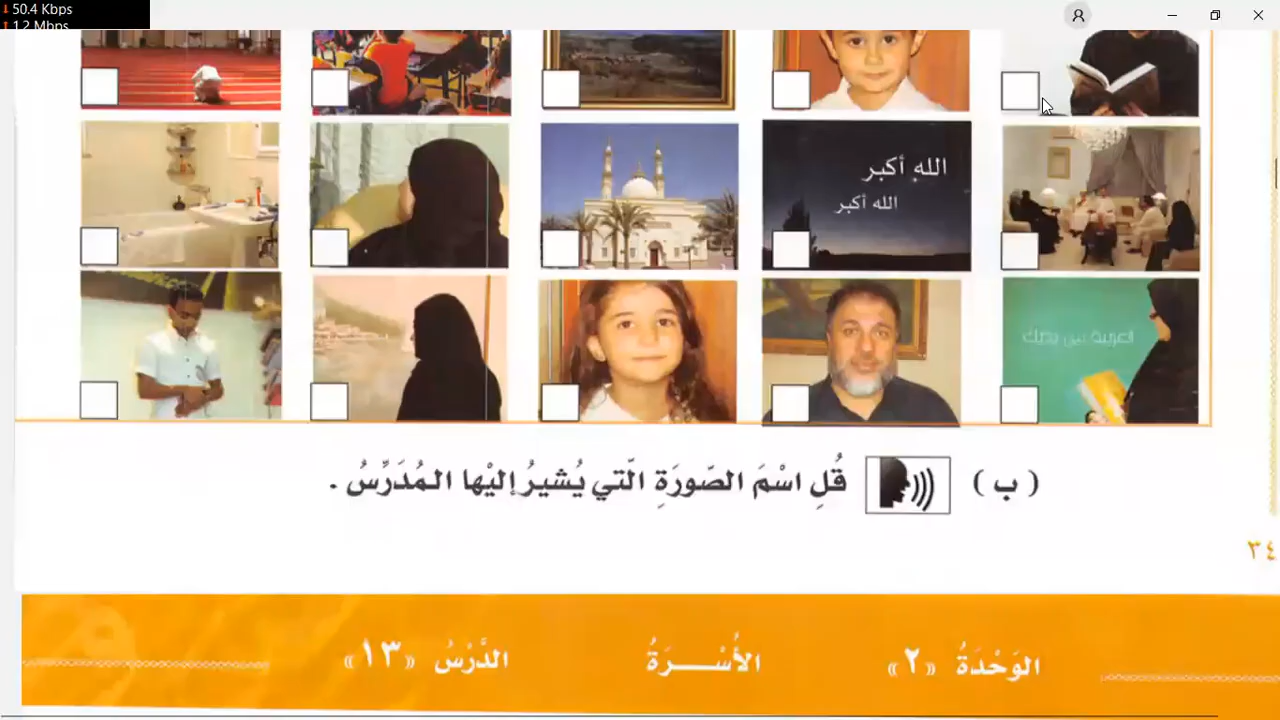 50.4 Kbps
1.2 Mbps
الله أكبر
الله أكبر
العربية بين يديك
( ب ) قُلِ اسْمَ الصّورَةِ الّتي يُشيرُ إليْها المُدَرِّسُ .
٣٤
الوَحْدَةُ «٢» الأُسْـــرَةُ الدَّرْسُ «١٣»